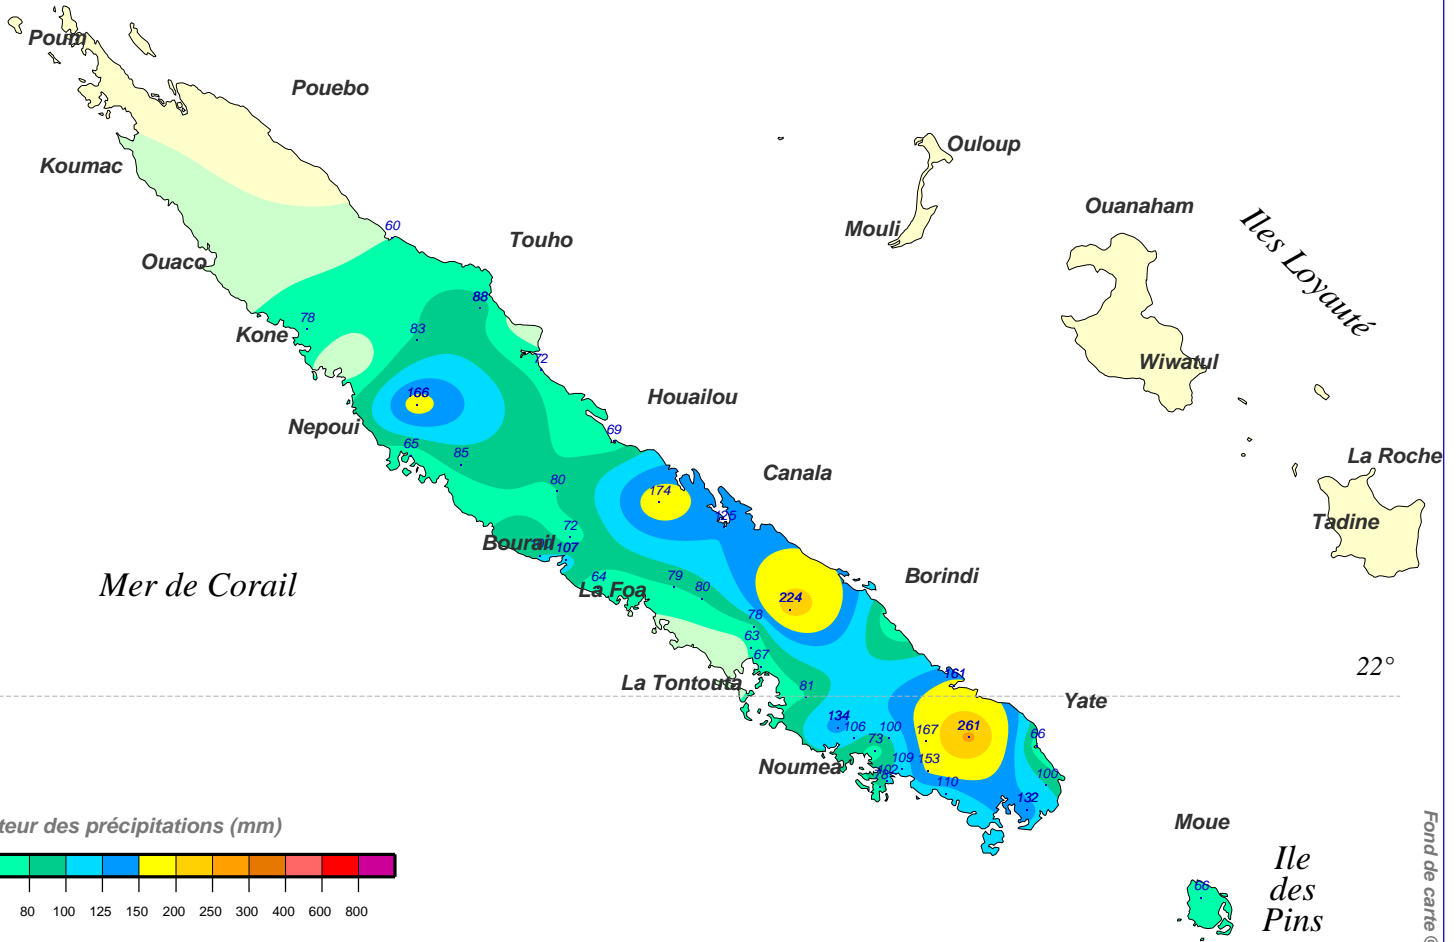 Poum
Pouebo
Koumac
Ouloup
Ouanaham
Iles Loyauté
60
Mouli
Touho
Ouaco
88
78
83
Kone
72
Wiwatul
166
Houailou
Nepoui
69
65
85
La Roche
Canala
80
174
125
Tadine
72
Bourail
107
Mer de Corail
64
La Foa
79
80
Borindi
224
78
63
67
22°
161
La Tontouta
81
Yate
134
106
100
167
261
73
66
Noumea
109
153
102
110
100
132
teur des précipitations (mm)
80 100 125 150 200 250 300 400 600 800
Moue
66
Ile
des
Pins
Fond de carte